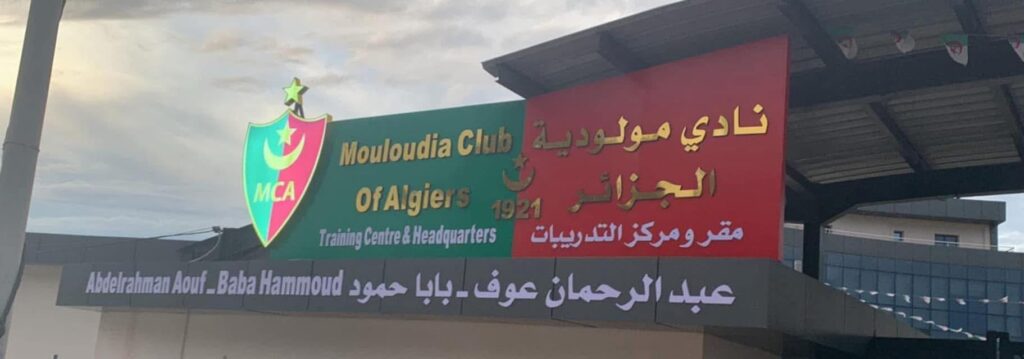 MCA
Mouloudia Club
Of Algiers
Training Centre & Headquarters
1921
نادي مولودية
الجزائر
مقر و مركز التدريبات
Abdelrahman Aouf _ Baba Hammoud عبد الرحمان عوف - بابا حمود